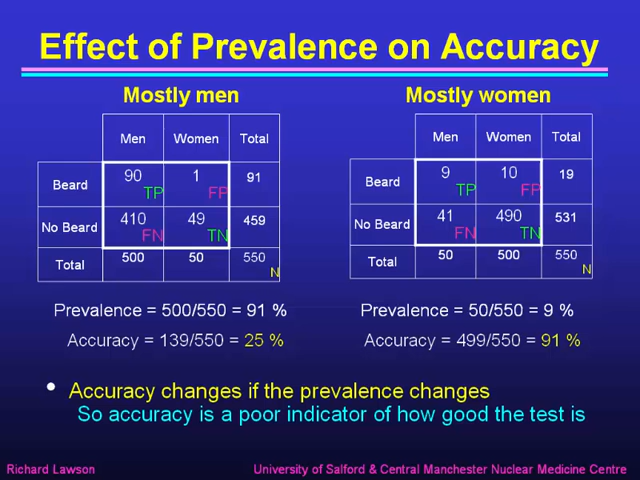 Effect of Prevalence on Accuracy
Mostly men
Men Women Total
Beard 90 TP 1 FP 91
No Beard 410 FN 49 TN 459
Total 500 50 550 N
Prevalence = 500/550 = 91 %
Accuracy = 139/550 = 25 %
Mostly women
Men Women Total
Beard 9 TP 10 FP 19
No Beard 41 FN 490 TN 531
Total 50 500 550 N
Prevalence = 50/550 = 9 %
Accuracy = 499/550 = 91 %
• Accuracy changes if the prevalence changes
So accuracy is a poor indicator of how good the test is
Richard Lawson
University of Salford & Central Manchester Nuclear Medicine Centre